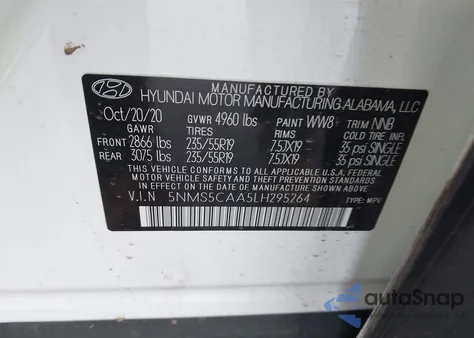 MANUFACTURED BY
HYUNDAI MOTOR MANUFACTURING ALABAMA, LLC
Oct/20/20 GVWR 4960 lbs PAINT WW8 TRIM NNB
GAWR TIRES RIMS COLD TIRE INFL.
FRONT 2866 lbs 235/55R19 7.5JX19 35 psi SINGLE
REAR 3075 lbs 235/55R19 7.5JX19 35 psi SINGLE
THIS VEHICLE CONFORMS TO ALL APPLICABLE U.S.A. FEDERAL
MOTOR VEHICLE SAFETY STANDARDS IN EFFECT ON THE DATE OF
MANUFACTURE SHOWN ABOVE.
V.I.N 5NMS5CAA5LH295264 TYPE: MPV
autoSnap